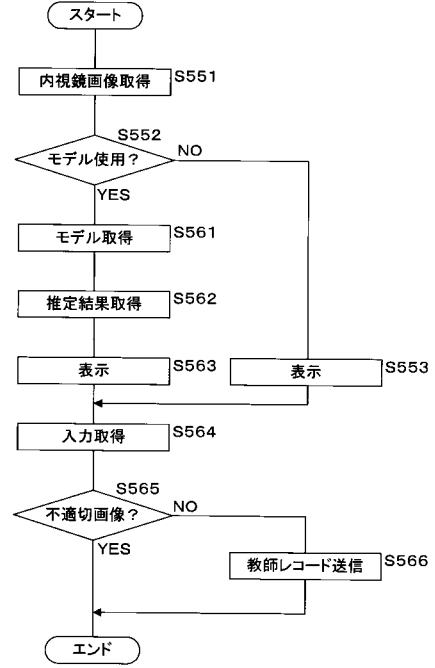 スタート
内視鏡画像取得
S551
S552
モデル使用？
NO
YES
モデル取得
S561
推定結果取得
S562
表示
S563
表示
S553
入力取得
S564
S565
不適切画像？
NO
YES
教師レコード送信
S566
エンド